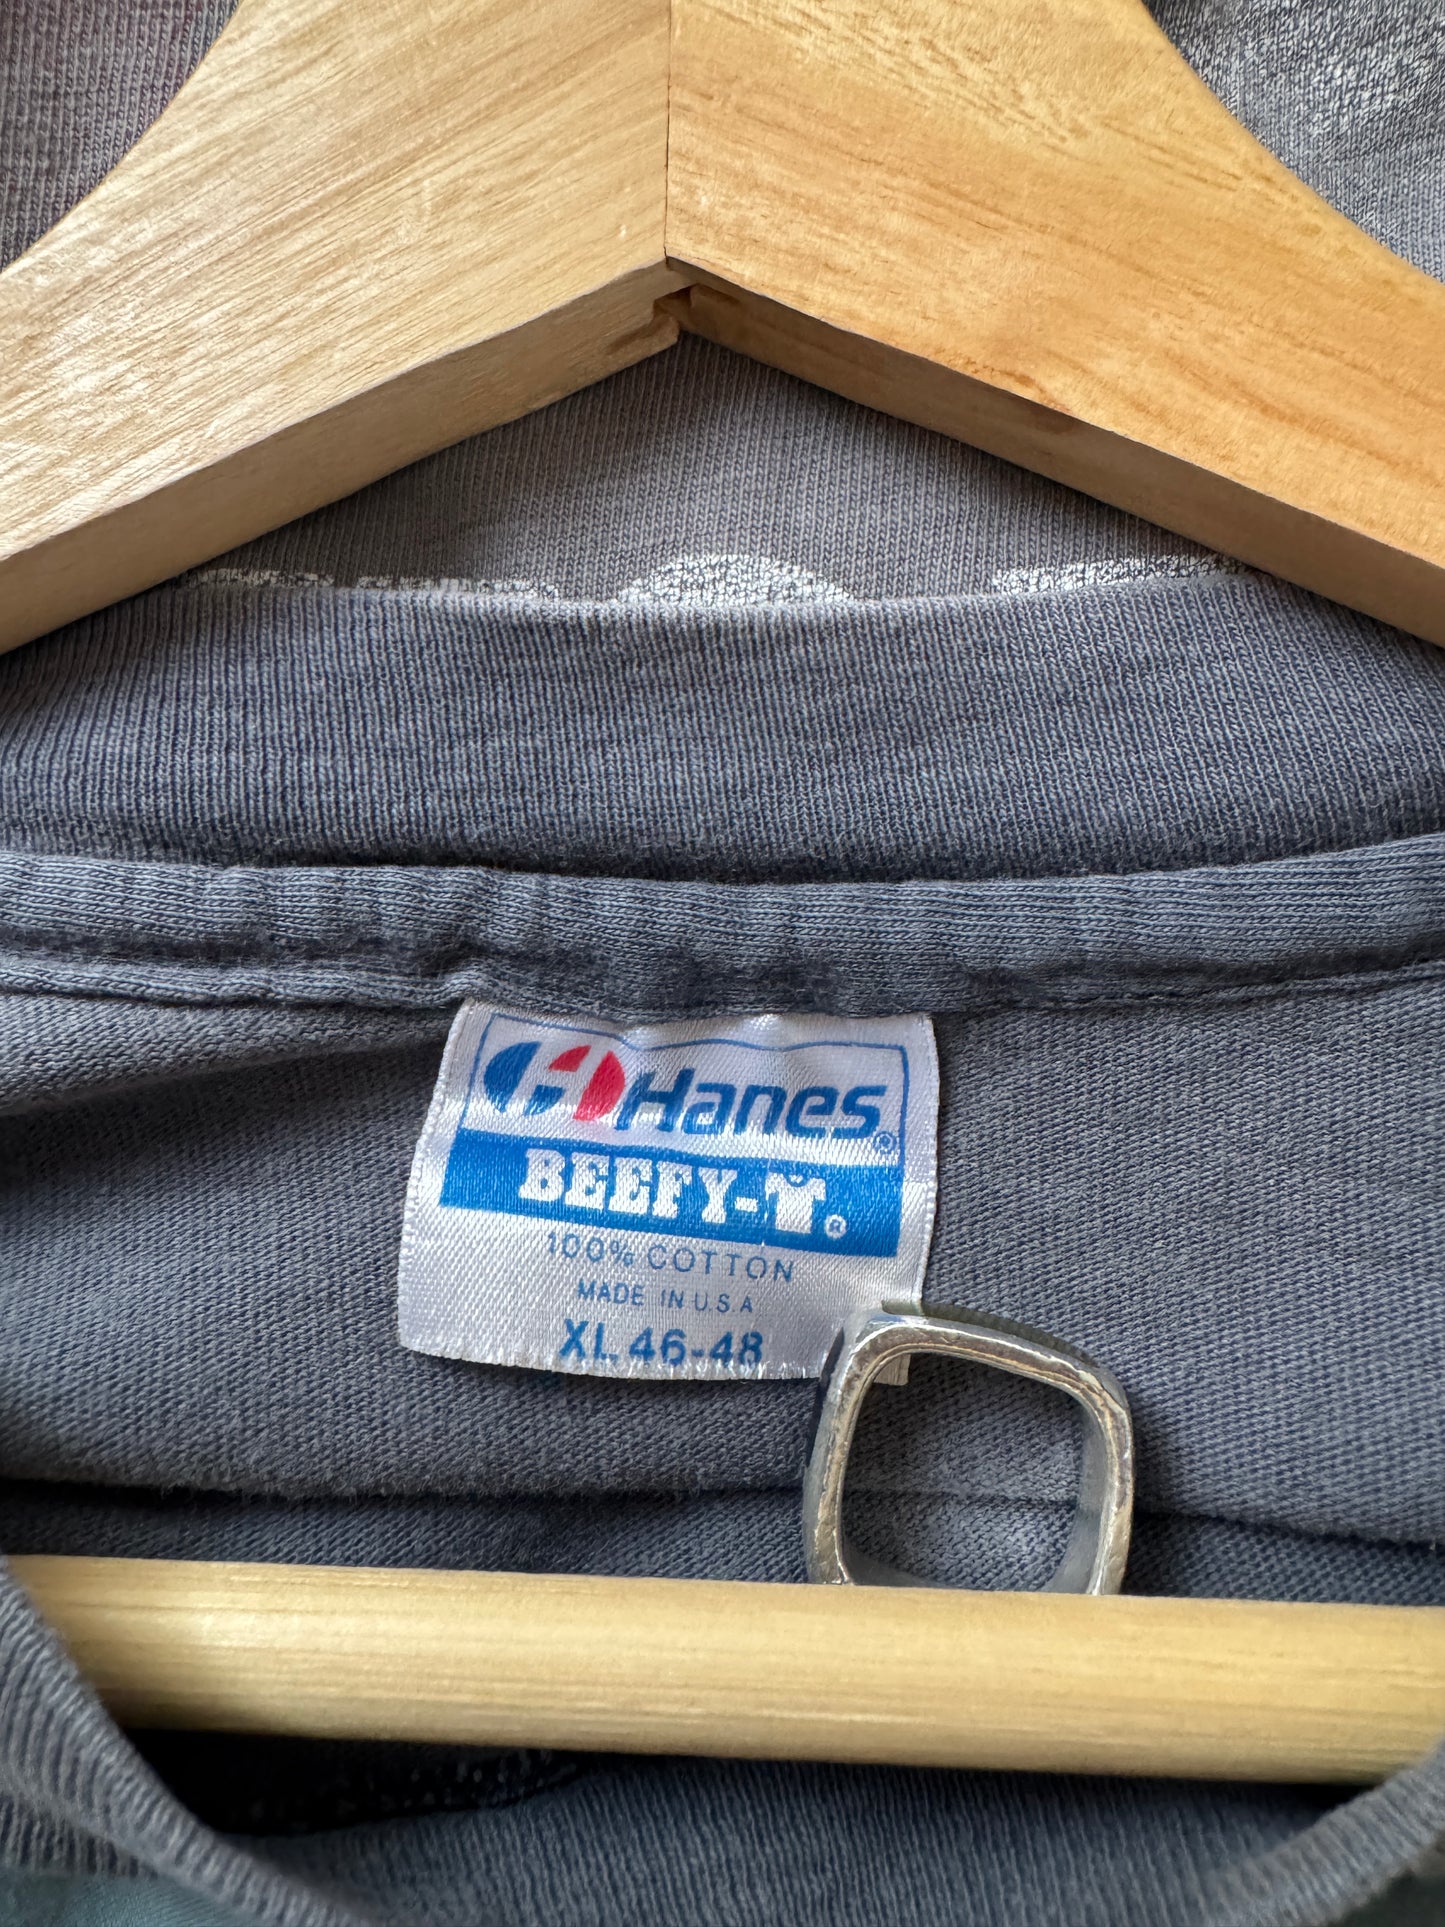 Hanes®
BEEFY-T®
100% COTTON
MADE IN U.S.A
XL 46-48